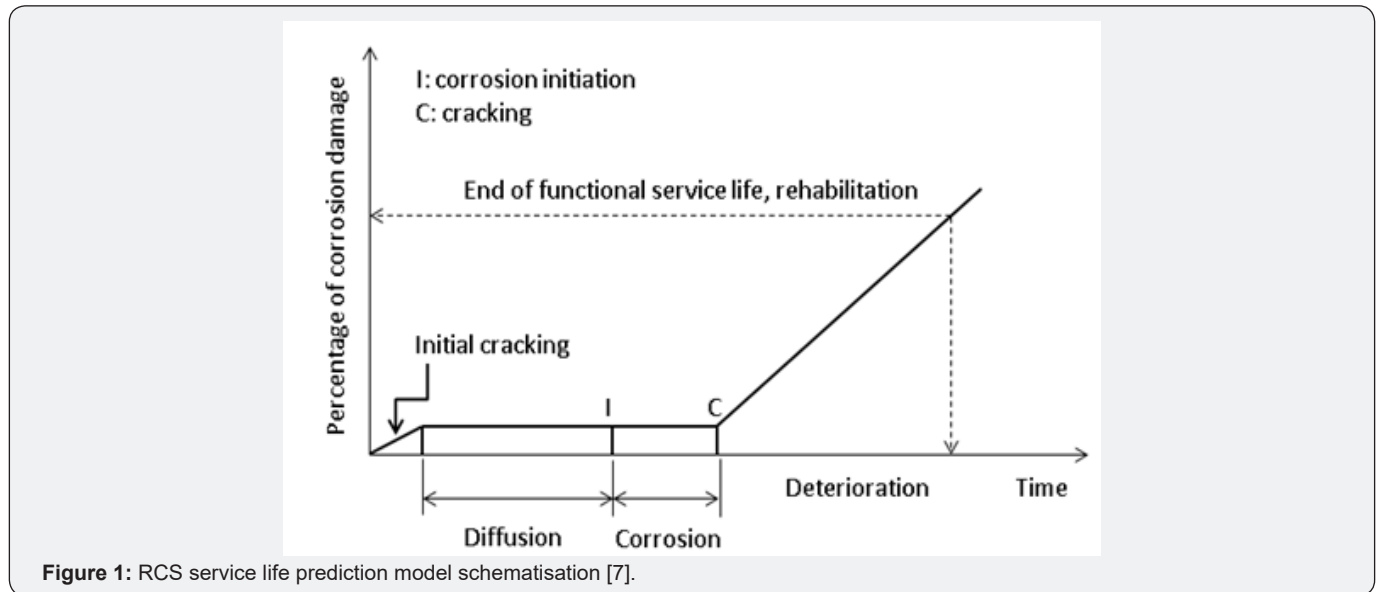 I: corrosion initiation
C: cracking
Percentage of corrosion damage
End of functional service life, rehabilitation
Initial cracking
I
C
Deterioration
Time
Diffusion
Corrosion
Figure 1: RCS service life prediction model schematisation [7].